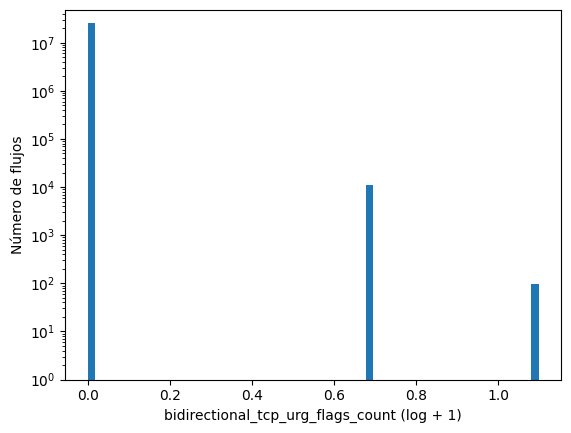 Número de flujos
10⁷
10⁶
10⁵
10⁴
10³
10²
10¹
10⁰
0.0 0.2 0.4 0.6 0.8 1.0
bidirectional_tcp_urg_flags_count (log + 1)